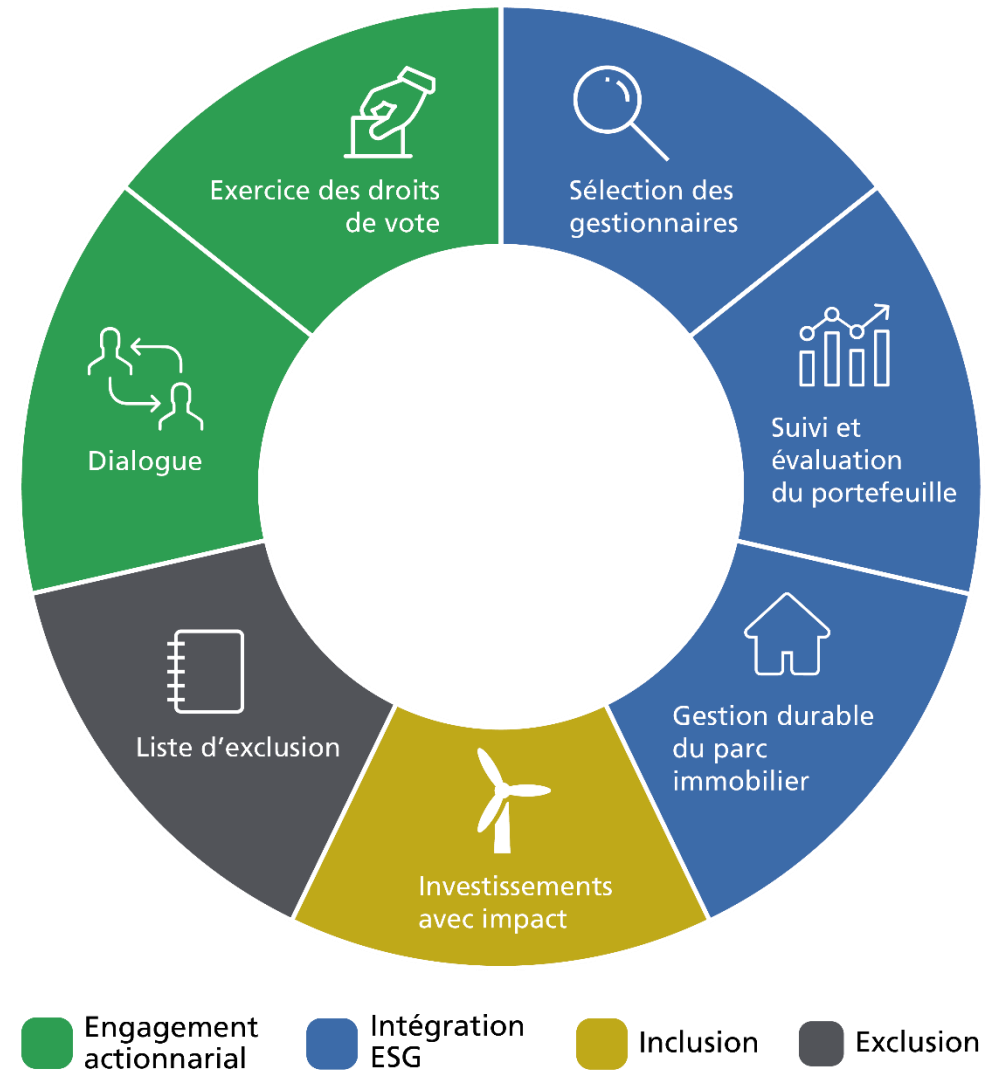 Exercice des droits
de vote
Sélection des
gestionnaires
Suivi et
évaluation
du portefeuille
Dialogue
Gestion durable
du parc
immobilier
Liste d’exclusion
Investissements
avec impact
Engagement
actionnarial
Intégration
ESG
Inclusion
Exclusion